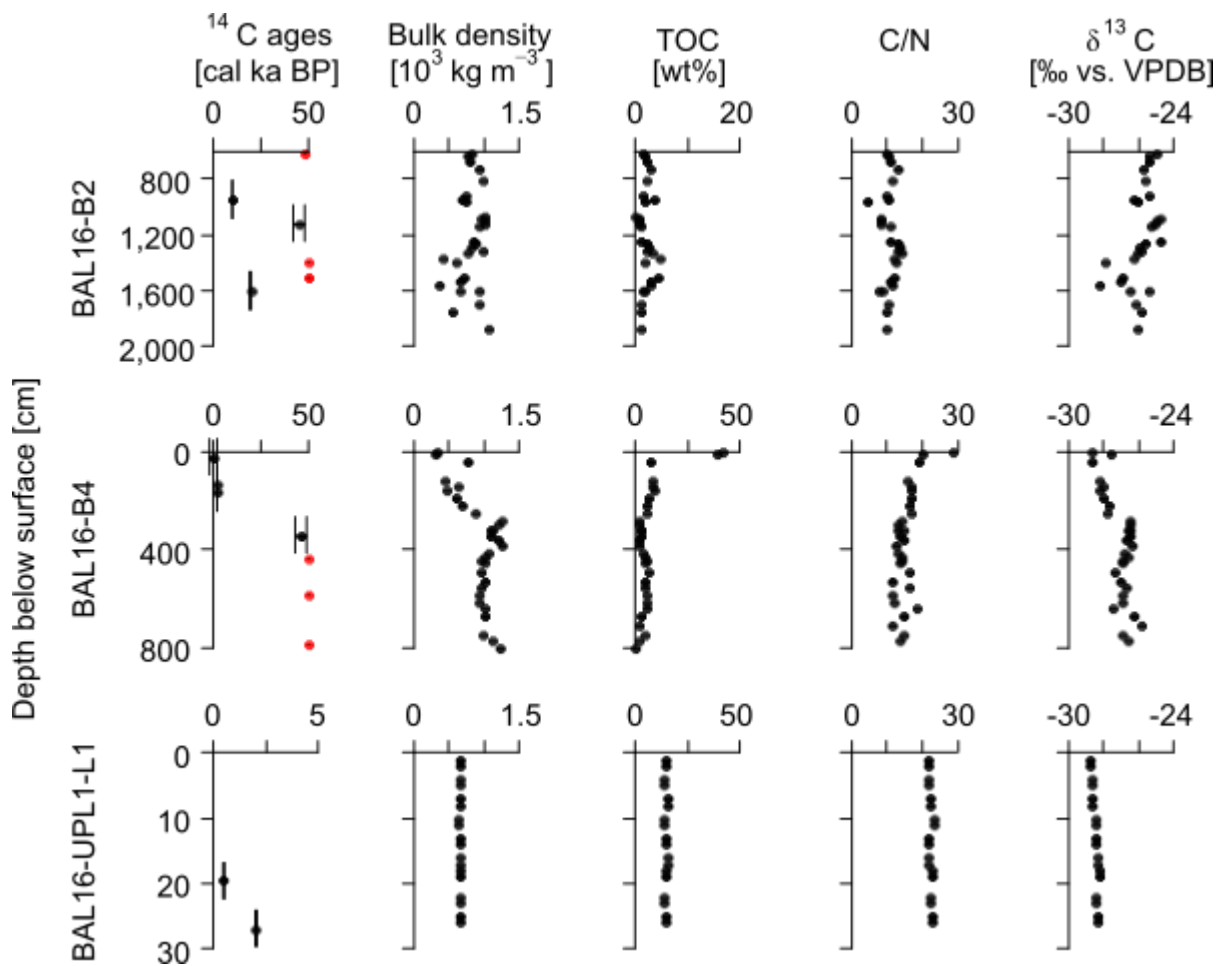 ¹⁴ C ages Bulk density TOC C/N δ ¹³ C
[cal ka BP] [10³ kg m⁻³ ] [wt%] [‰ vs. VPDB]
0 50 0 1.5 0 20 0 30 -30 -24
BAL16-B2
800
1,200
1,600
2,000
Depth below surface [cm]
0 50 0 1.5 0 50 0 30 -30 -24
BAL16-B4
0
400
800
0 5 0 1.5 0 50 0 30 -30 -24
BAL16-UPL1-L1
0
10
20
30